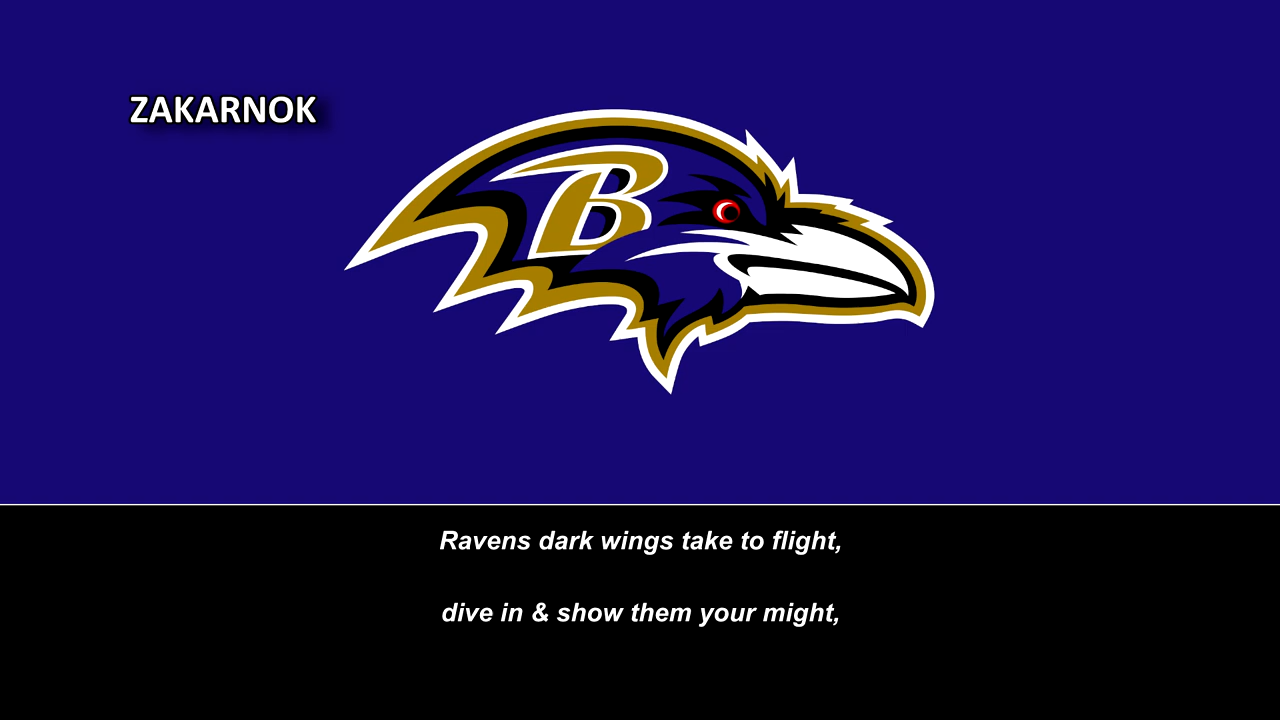 ZAKARNOK
B
Ravens dark wings take to flight,
dive in & show them your might,